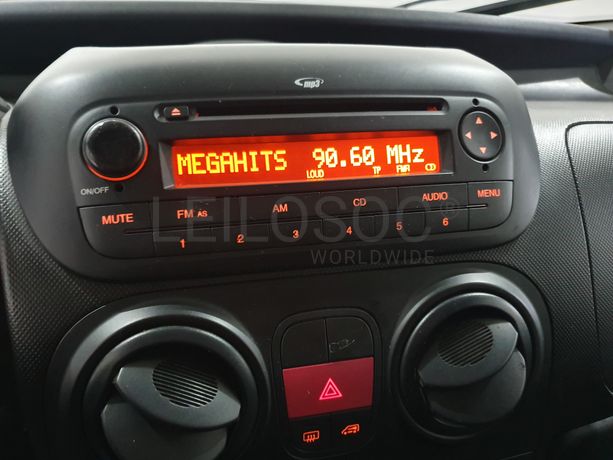 mp3
MEGAHITS 90.60 MHz
LOUD TP FWR CD
ON/OFF
MUTE FM AS AM CD AUDIO MENU
1 2 3 4 5 6
LEILOSOC®
WORLDWIDE